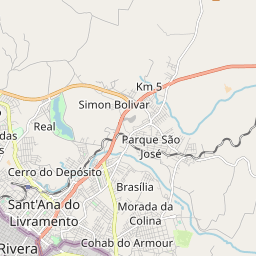 Km 5
Simon Bolivar
Real
das
Parque São
José
Cerro do Depósito
Brasília
Sant'Ana do
Livramento
Morada da
Colina
Rivera
Cohab do Armour